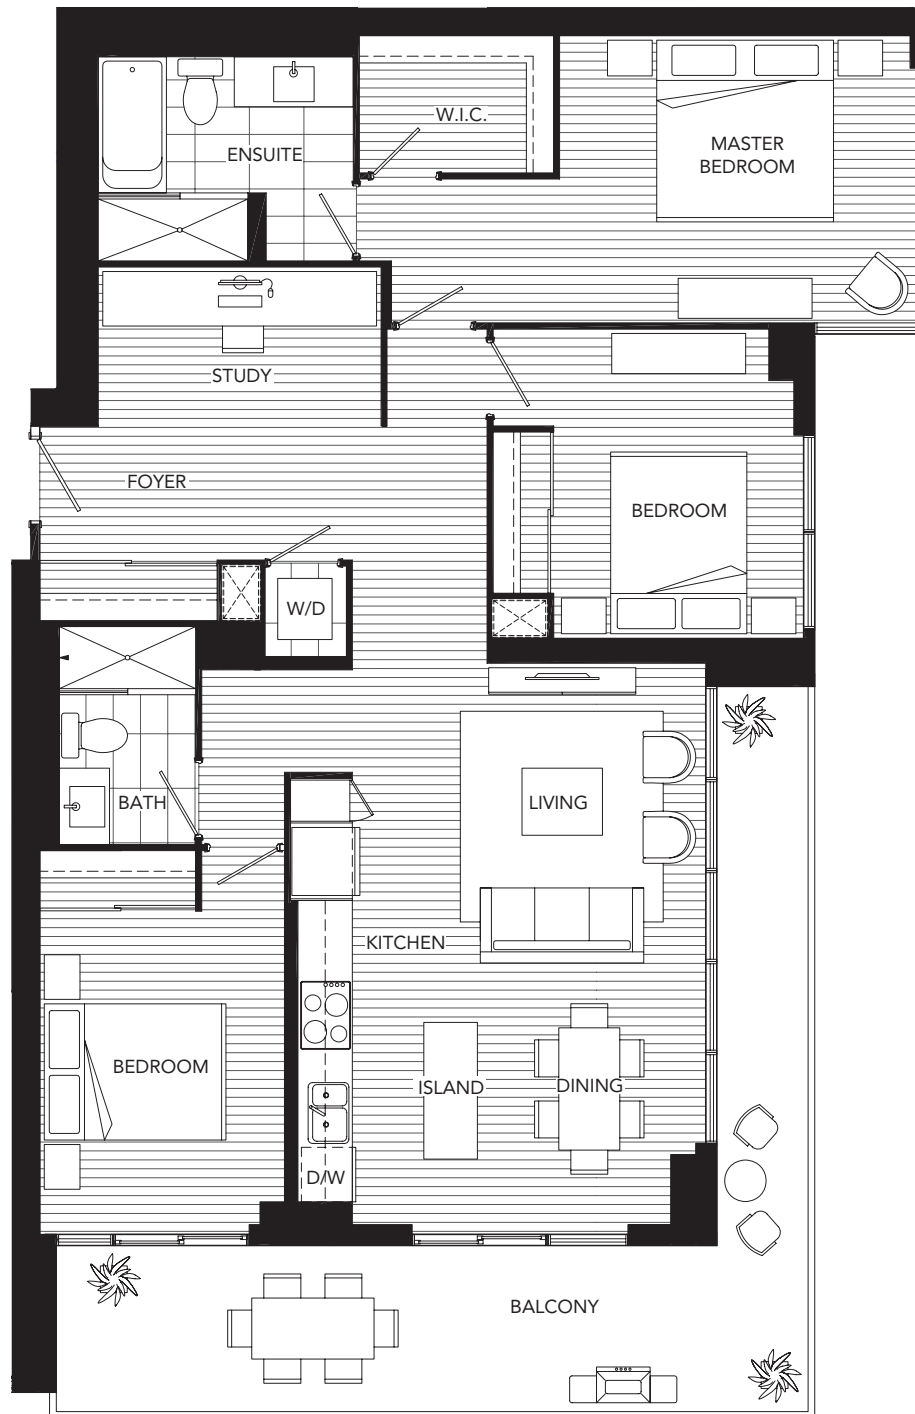 W.I.C.
MASTER
BEDROOM
ENSUITE
STUDY
FOYER
BEDROOM
W/D
BATH
LIVING
KITCHEN
BEDROOM
ISLAND
DINING
D/W
BALCONY